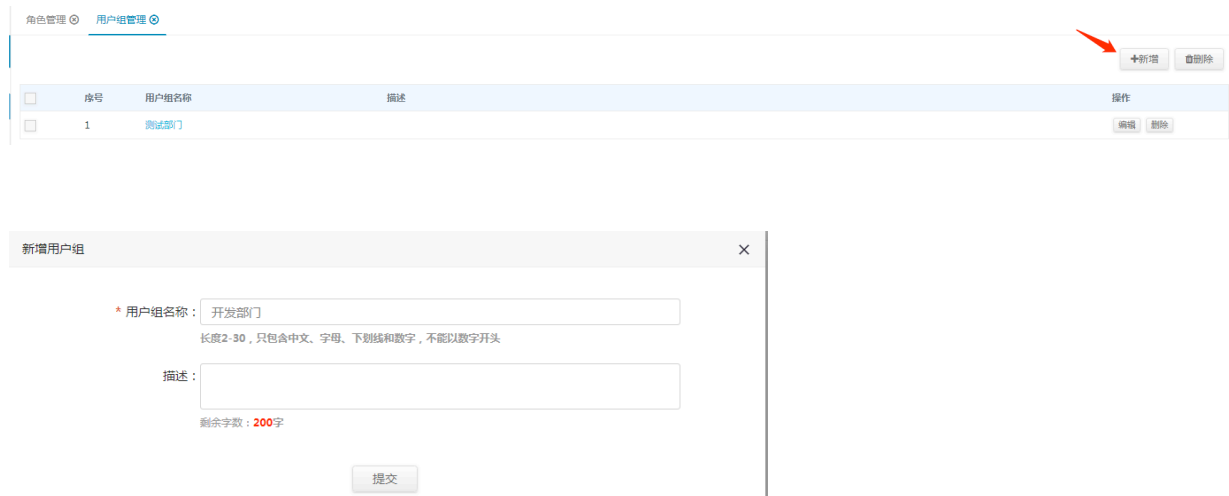 角色管理 用户组管理
+新增 删除
序号 用户组名称 描述 操作
1 测试部门 编辑 删除
新增用户组
* 用户组名称： 开发部门
长度2-30，只包含中文、字母、下划线和数字，不能以数字开头
描述：
剩余字数：200字
提交